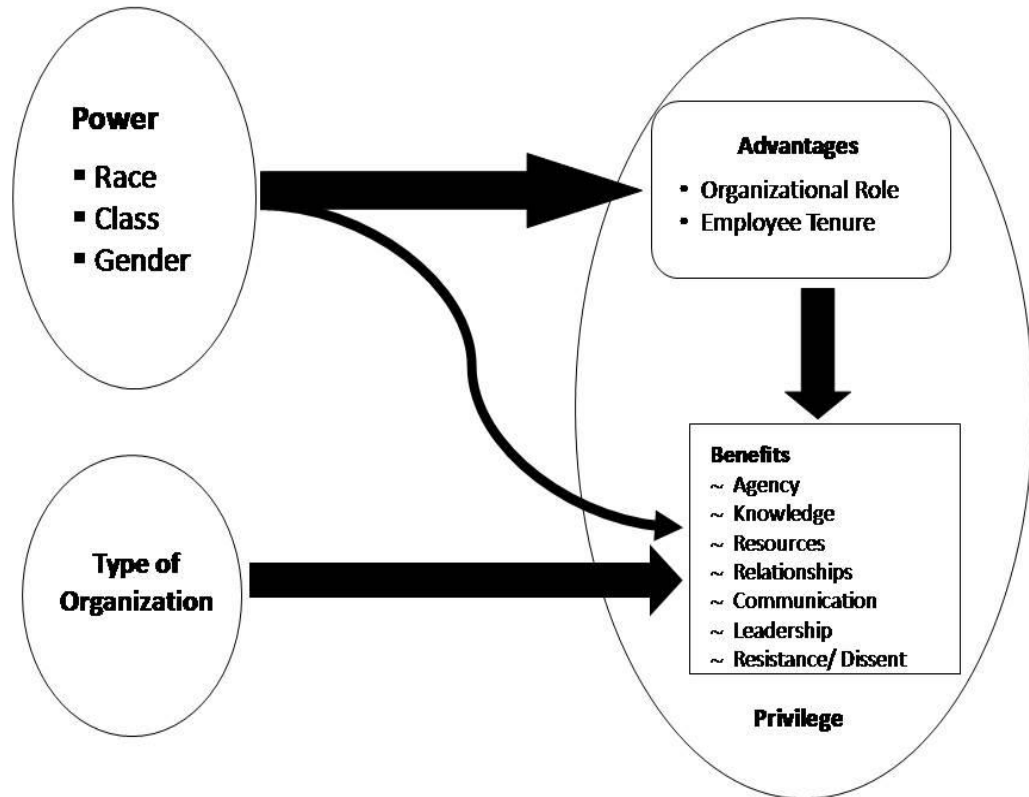 Power
▪ Race
▪ Class
▪ Gender
Advantages
• Organizational Role
• Employee Tenure
Type of
Organization
Benefits
~ Agency
~ Knowledge
~ Resources
~ Relationships
~ Communication
~ Leadership
~ Resistance/ Dissent
Privilege